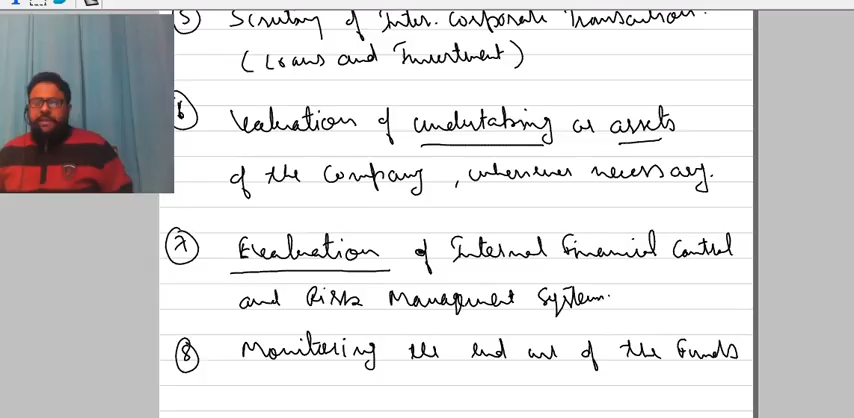 5) Scrutiny of Inter. Corporate Transaction.
(Loans and Investment)
6 Valuation of undertaking or assets
of the company, whenever necessary.
7 Evaluation of Internal Financial Control
and Risk Management System.
8 Monitoring the end use of the Funds